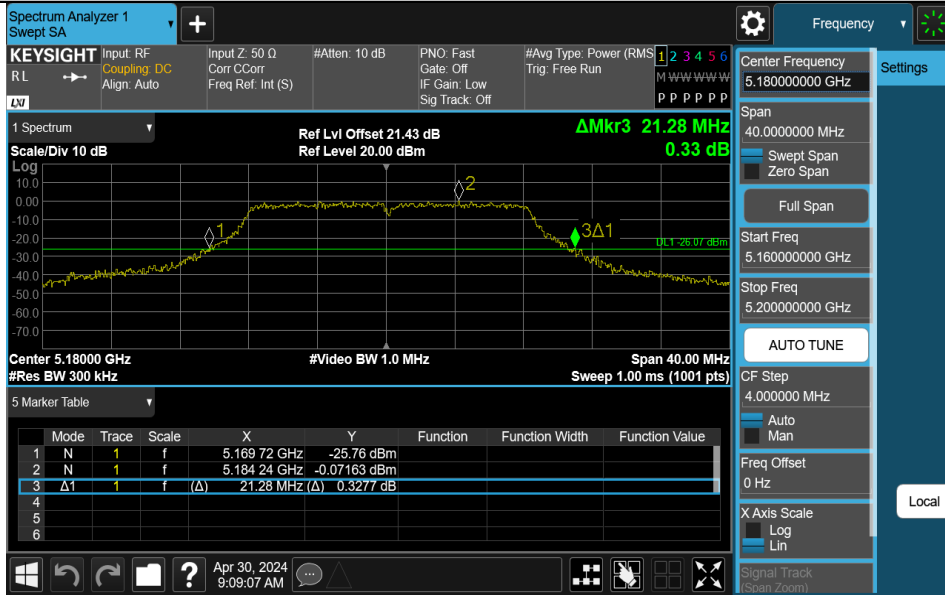 Spectrum Analyzer 1
Swept SA
Frequency
KEYSIGHT
R L
LXI
Input: RF
Coupling: DC
Align: Auto
Input Z: 50 Ω
Corr CCorr
Freq Ref: Int (S)
#Atten: 10 dB
PNO: Fast
Gate: Off
IF Gain: Low
Sig Track: Off
#Avg Type: Power (RMS
Trig: Free Run
1 2 3 4 5 6
M W W W W W
P P P P P P
1 Spectrum
Scale/Div 10 dB
Ref Lvl Offset 21.43 dB
Ref Level 20.00 dBm
ΔMkr3 21.28 MHz
0.33 dB
Log
10.0
0.00
-10.0
-20.0
-30.0
-40.0
-50.0
-60.0
-70.0
1
2
3Δ1
DL1 -26.07 dBm
Center 5.18000 GHz
#Video BW 1.0 MHz
Span 40.00 MHz
#Res BW 300 kHz
Sweep 1.00 ms (1001 pts)
5 Marker Table
Mode Trace Scale X Y Function Function Width Function Value
1 N 1 f 5.169 72 GHz -25.76 dBm
2 N 1 f 5.184 24 GHz -0.07163 dBm
3 Δ1 1 f (Δ) 21.28 MHz (Δ) 0.3277 dB
4
5
6
Apr 30, 2024
9:09:07 AM
?
Center Frequency
5.180000000 GHz
Settings
Span
40.0000000 MHz
Swept Span
Zero Span
Full Span
Start Freq
5.160000000 GHz
Stop Freq
5.200000000 GHz
AUTO TUNE
CF Step
4.000000 MHz
Auto
Man
Freq Offset
0 Hz
Local
X Axis Scale
Log
Lin
Signal Track
(Span Zoom)